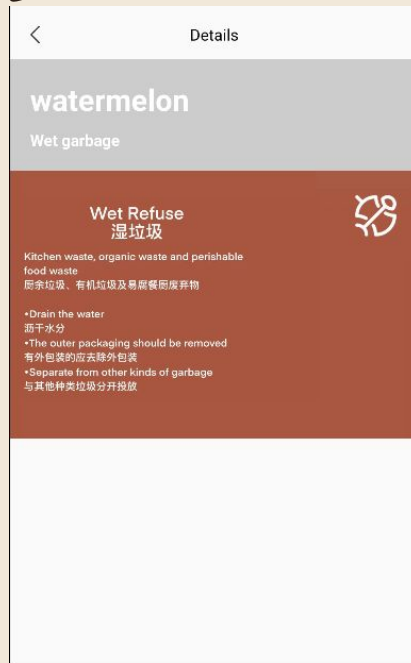 Details
watermelon
Wet garbage
Wet Refuse
湿垃圾
Kitchen waste, organic waste and perishable
food waste
厨余垃圾、有机垃圾及易腐餐厨废弃物
•Drain the water
沥干水分
•The outer packaging should be removed
有外包装的应去除外包装
•Separate from other kinds of garbage
与其他种类垃圾分开投放